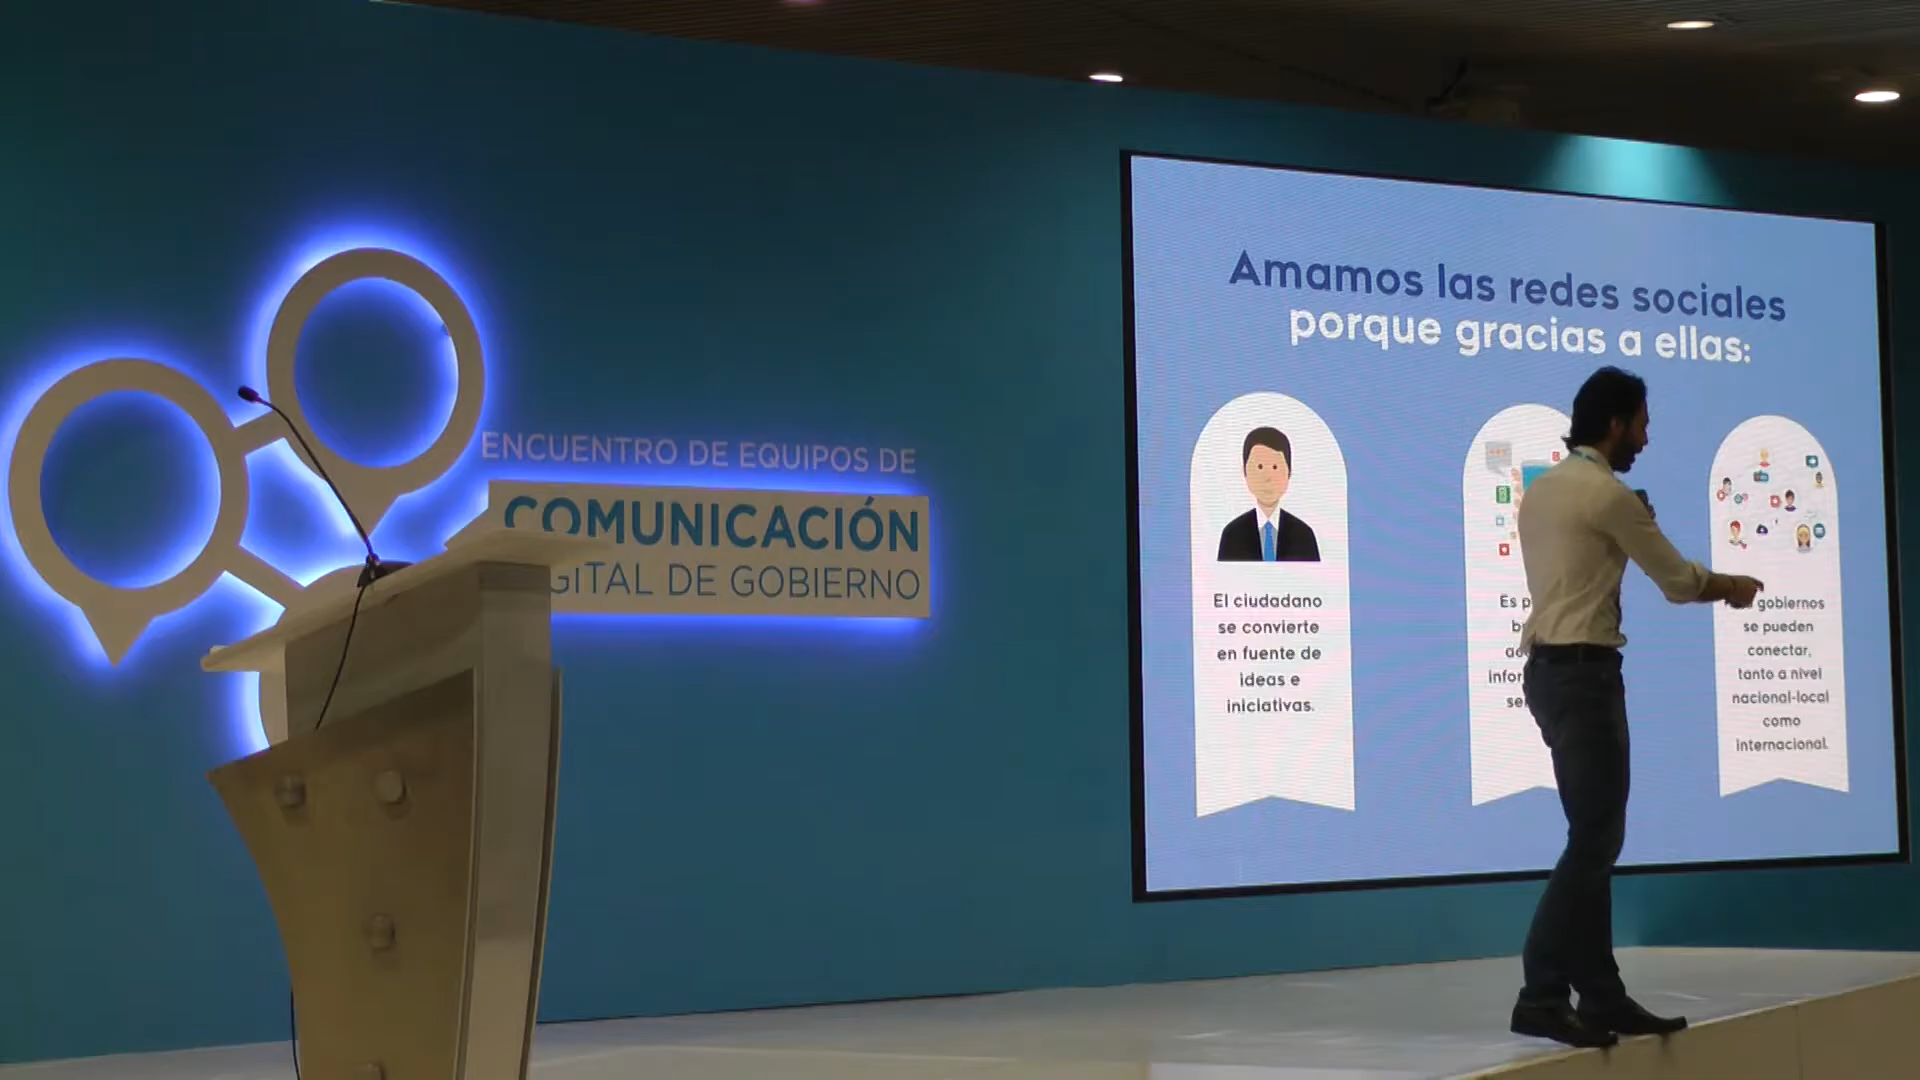 ENCUENTRO DE EQUIPOS DE
COMUNICACIÓN
GITAL DE GOBIERNO
Amamos las redes sociales
porque gracias a ellas:
El ciudadano
se convierte
en fuente de
ideas e
iniciativas.
Es
gobiernos
se pueden
conectar,
tanto a nivel
nacional-local
como
internacional.